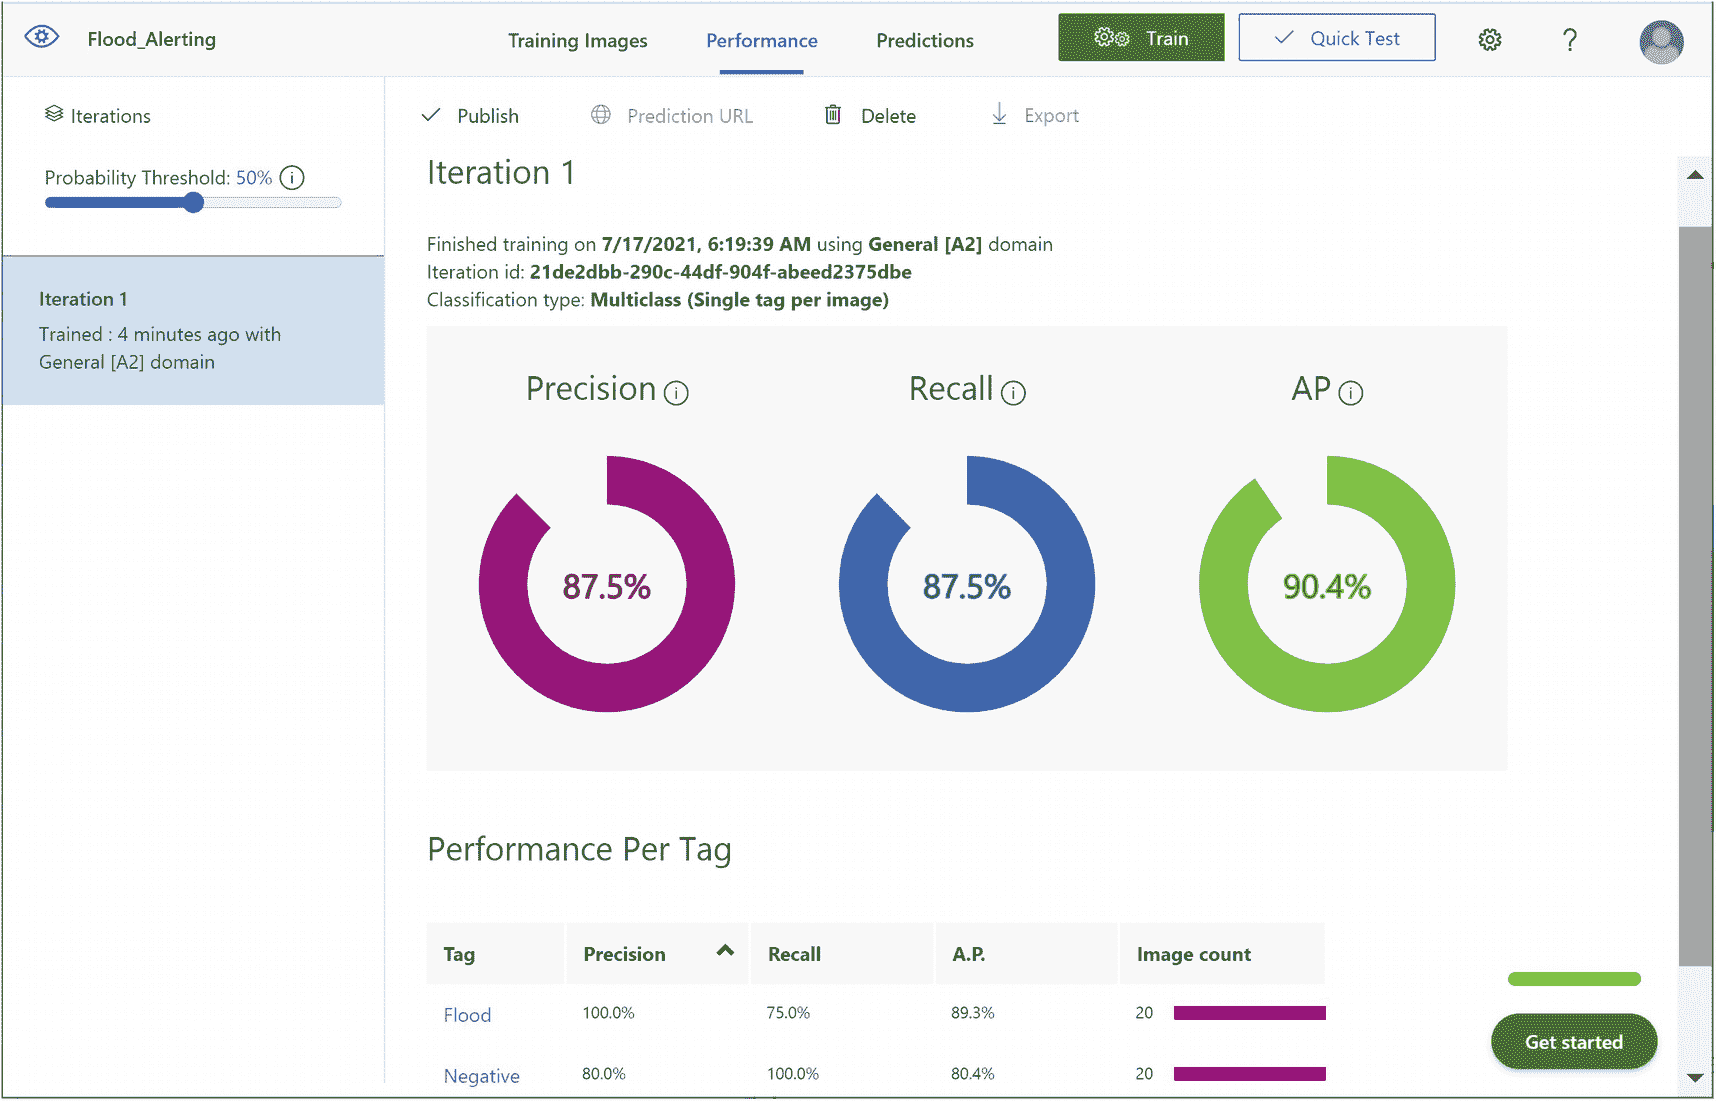 Flood_Alerting
Training Images
Performance
Predictions
Train
Quick Test
?
Iterations
Probability Threshold: 50%
Iteration 1
Trained : 4 minutes ago with
General [A2] domain
Publish
Prediction URL
Delete
Export
Iteration 1
Finished training on 7/17/2021, 6:19:39 AM using General [A2] domain
Iteration id: 21de2dbb-290c-44df-904f-abeed2375dbe
Classification type: Multiclass (Single tag per image)
Precision
Recall
AP
87.5%
87.5%
90.4%
Performance Per Tag
Tag Precision Recall A.P. Image count
Flood 100.0% 75.0% 89.3% 20
Negative 80.0% 100.0% 80.4% 20
Get started